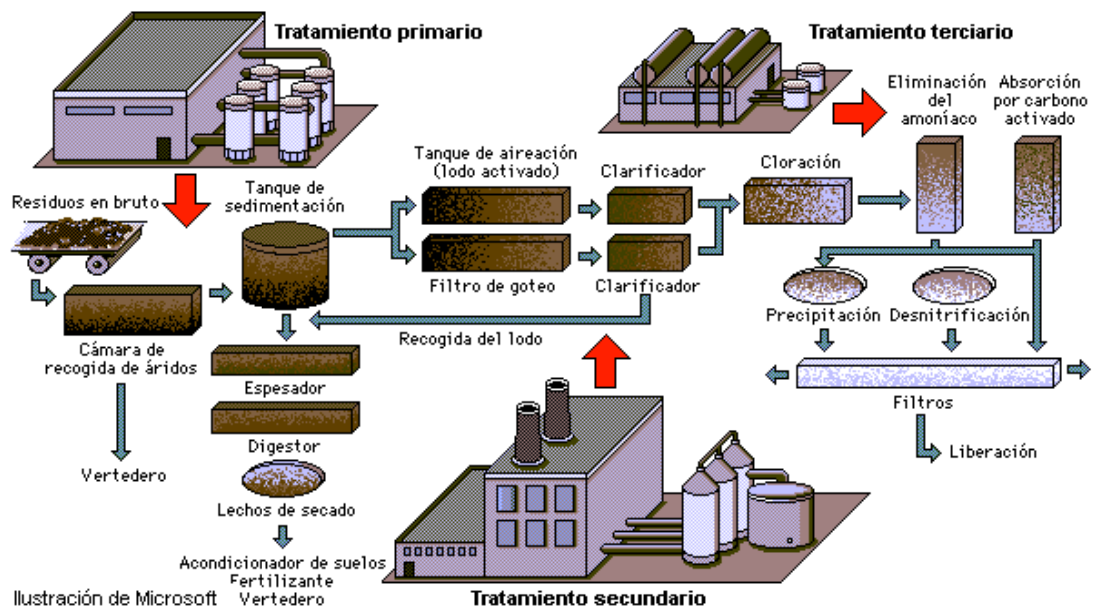 Tratamiento primario
Tratamiento terciario
Eliminación
del
amoníaco
Absorción
por carbono
activado
Residuos en bruto
Tanque de
sedimentación
Tanque de aireación
(lodo activado)
Clarificador
Cloración
Filtro de goteo
Clarificador
Cámara de
recogida de áridos
Recogida del lodo
Precipitación
Desnitrificación
Espesador
Filtros
Digestor
Vertedero
Liberación
Lechos de secado
Acondicionador de suelos
Fertilizante
Vertedero
Ilustración de Microsoft
Tratamiento secundario